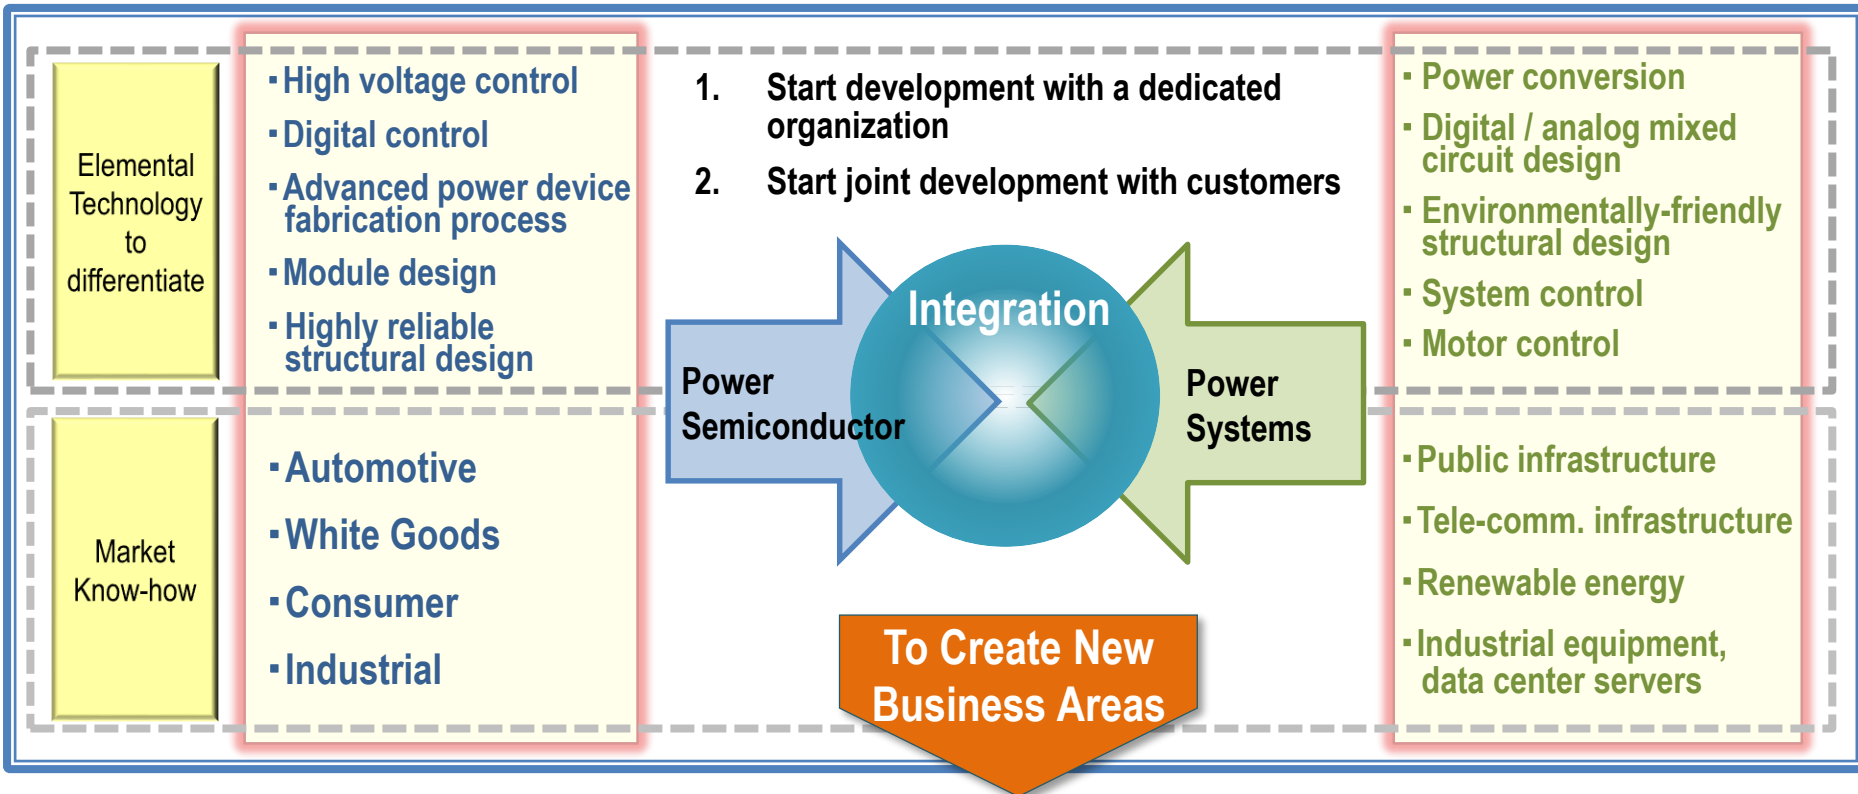 Elemental
Technology
to
differentiate
▪High voltage control
▪Digital control
▪Advanced power device
fabrication process
▪Module design
▪Highly reliable
structural design
1. Start development with a dedicated
organization
2. Start joint development with customers
▪Power conversion
▪Digital / analog mixed
circuit design
▪Environmentally-friendly
structural design
▪System control
▪Motor control
Integration
Power
Semiconductor
Power
Systems
Market
Know-how
▪Automotive
▪White Goods
▪Consumer
▪Industrial
▪Public infrastructure
▪Tele-comm. infrastructure
▪Renewable energy
▪Industrial equipment,
data center servers
To Create New
Business Areas